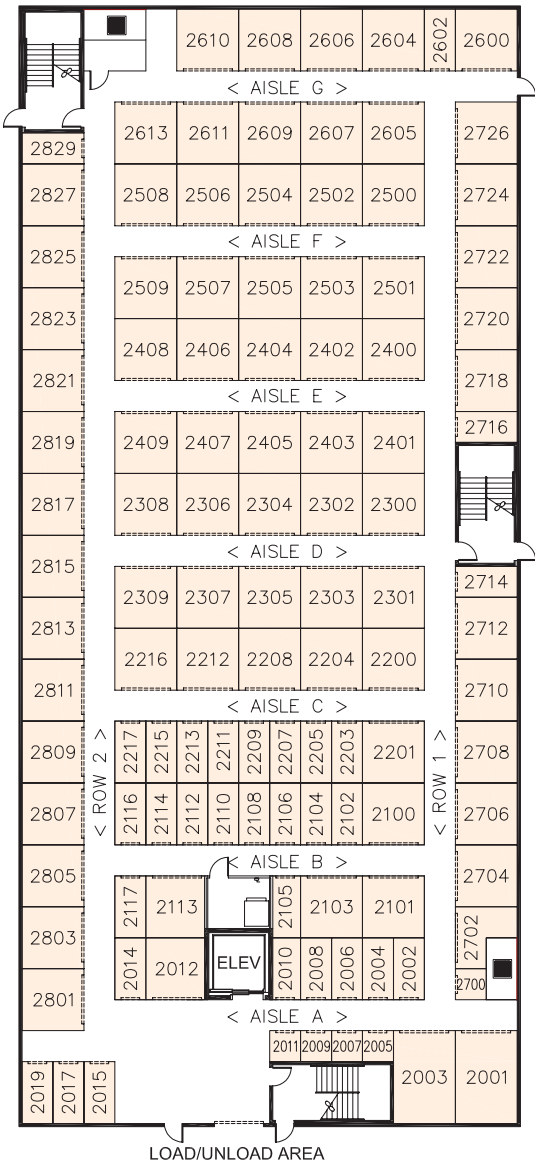 2610 2608 2606 2604 2602 2600
< AISLE G >
2613 2611 2609 2607 2605 2726
2829
2827 2508 2506 2504 2502 2500 2724
< AISLE F >
2825 2722
2509 2507 2505 2503 2501
2823 2720
2408 2406 2404 2402 2400
2821 2718
< AISLE E >
2716
2819 2409 2407 2405 2403 2401
2817 2308 2306 2304 2302 2300
< AISLE D >
2815
2714
2309 2307 2305 2303 2301
2813 2712
2216 2212 2208 2204 2200
2811 2710
< AISLE C >
2809 < ROW 2 > 2217 2215 2213 2211 2209 2207 2205 2203 2201 < ROW 1 > 2708
2807 2116 2114 2112 2110 2108 2106 2104 2102 2100 2706
< AISLE B >
2805 2704
2117 2113 2105 2103 2101
2803 2702
2014 2012 ELEV 2010 2008 2006 2004 2002
2700
2801
< AISLE A >
2011 2009 2007 2005
2019 2017 2015 2003 2001
LOAD/UNLOAD AREA